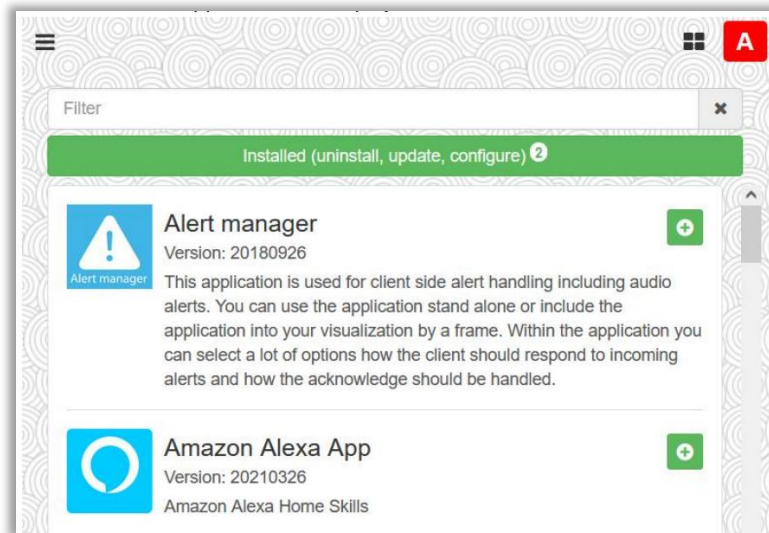 A
Filter
Installed (uninstall, update, configure) 2
Alert manager
Alert manager
Version: 20180926
This application is used for client side alert handling including audio
alerts. You can use the application stand alone or include the
application into your visualization by a frame. Within the application you
can select a lot of options how the client should respond to incoming
alerts and how the acknowledge should be handled.
Amazon Alexa App
Version: 20210326
Amazon Alexa Home Skills